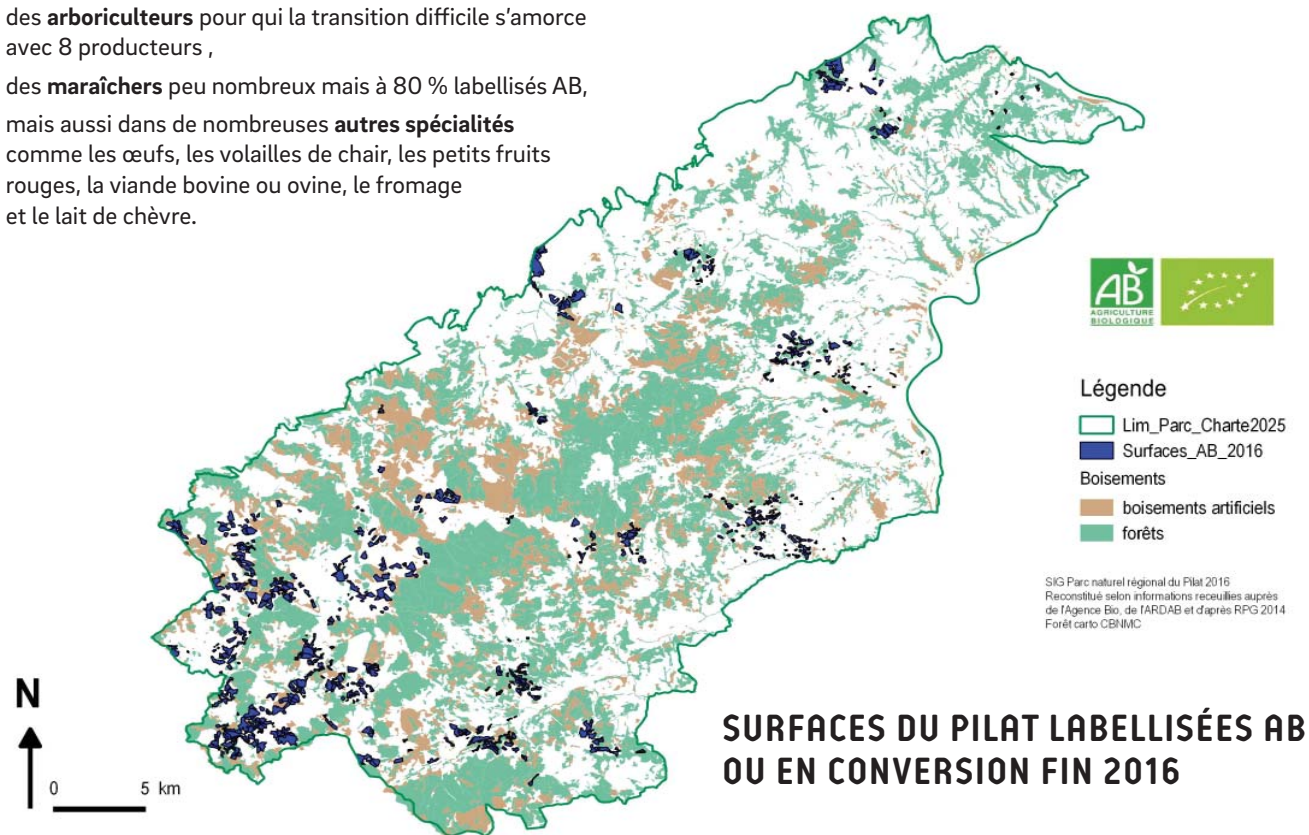 des arboriculteurs pour qui la transition difficile s’amorce
avec 8 producteurs ,
des maraîchers peu nombreux mais à 80 % labellisés AB,
mais aussi dans de nombreuses autres spécialités
comme les œufs, les volailles de chair, les petits fruits
rouges, la viande bovine ou ovine, le fromage
et le lait de chèvre.
AB
AGRICULTURE
BIOLOGIQUE
Légende
Lim_Parc_Charte2025
Surfaces_AB_2016
Boisements
boisements artificiels
forêts
SIG Parc naturel régional du Pilat 2016
Reconstitué selon informations receuillies auprès
de l'Agence Bio, de l'ARDAB et d'après RPG 2014
Forêt carto CBNMC
N
0 5 km
SURFACES DU PILAT LABELLISÉES AB
OU EN CONVERSION FIN 2016